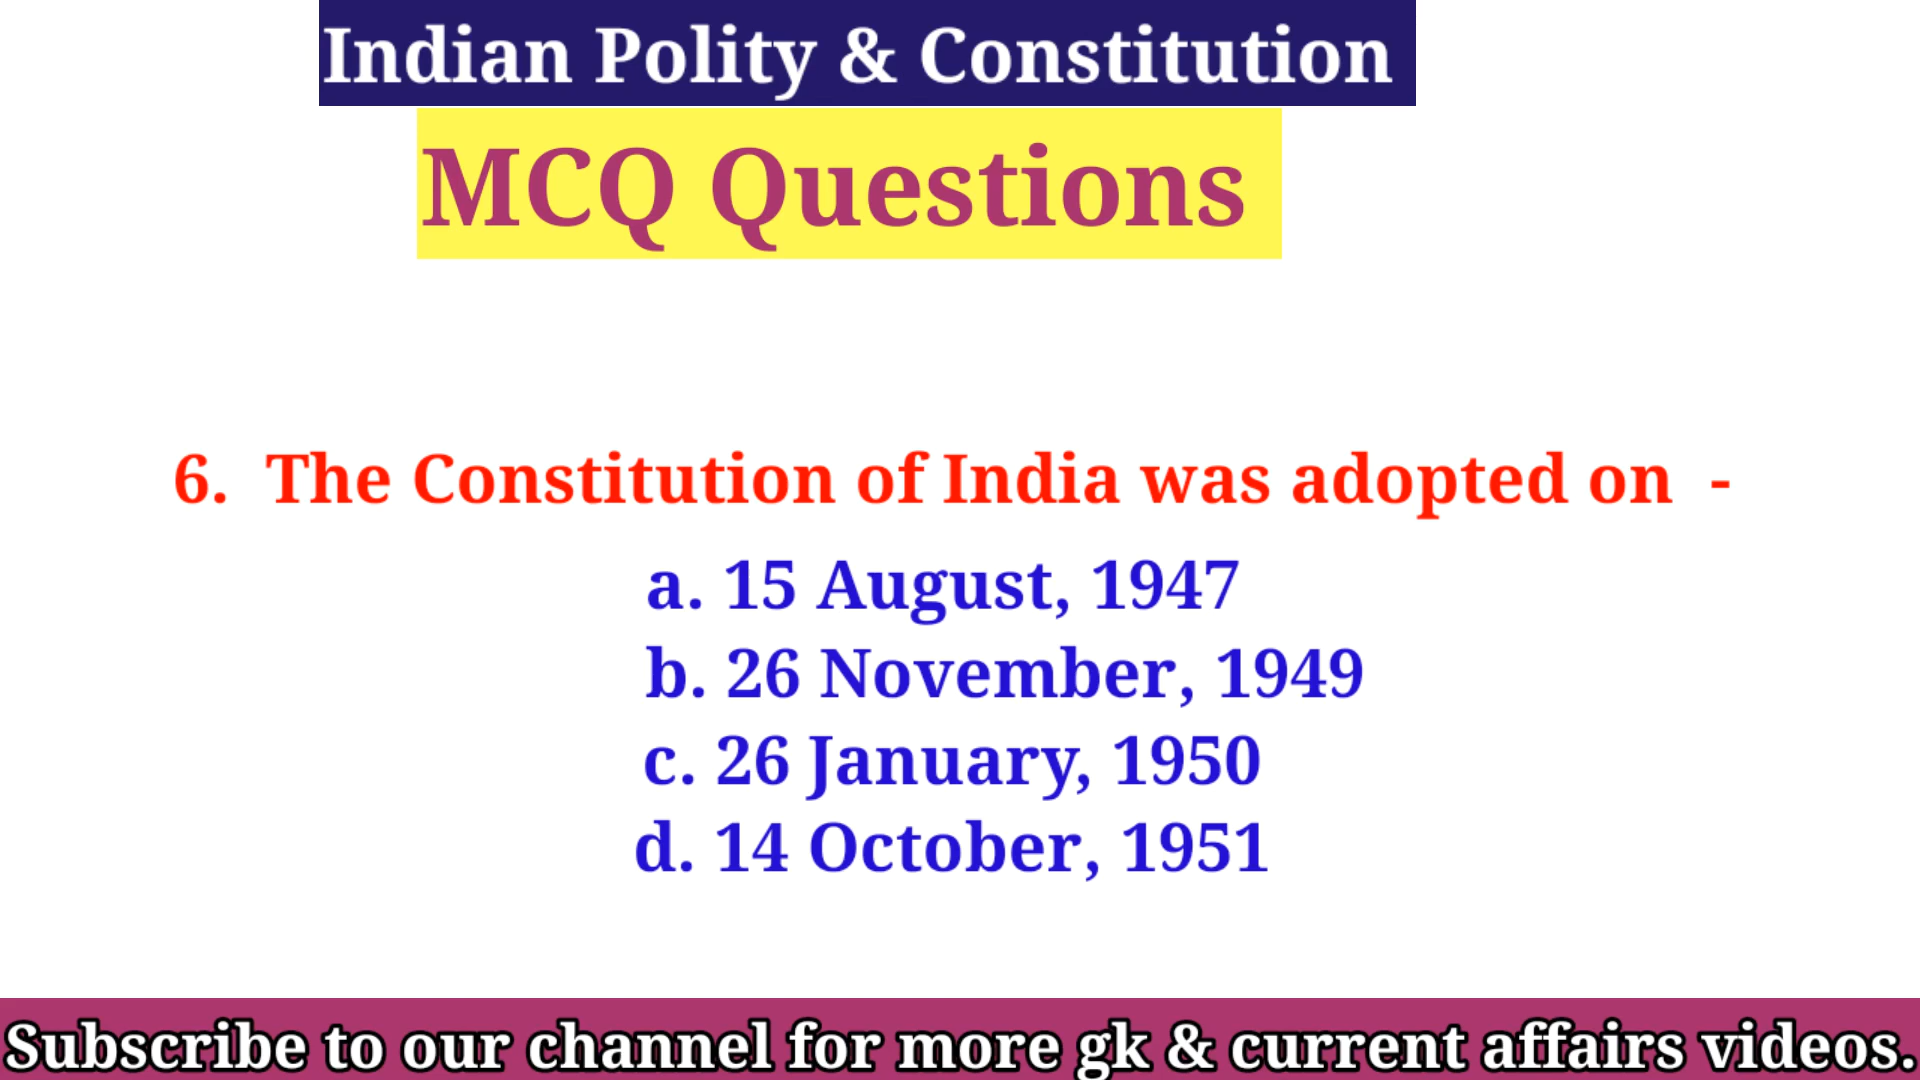 Indian Polity & Constitution
MCQ Questions
6. The Constitution of India was adopted on -
a. 15 August, 1947
b. 26 November, 1949
c. 26 January, 1950
d. 14 October, 1951
Subscribe to our channel for more gk & current affairs videos.